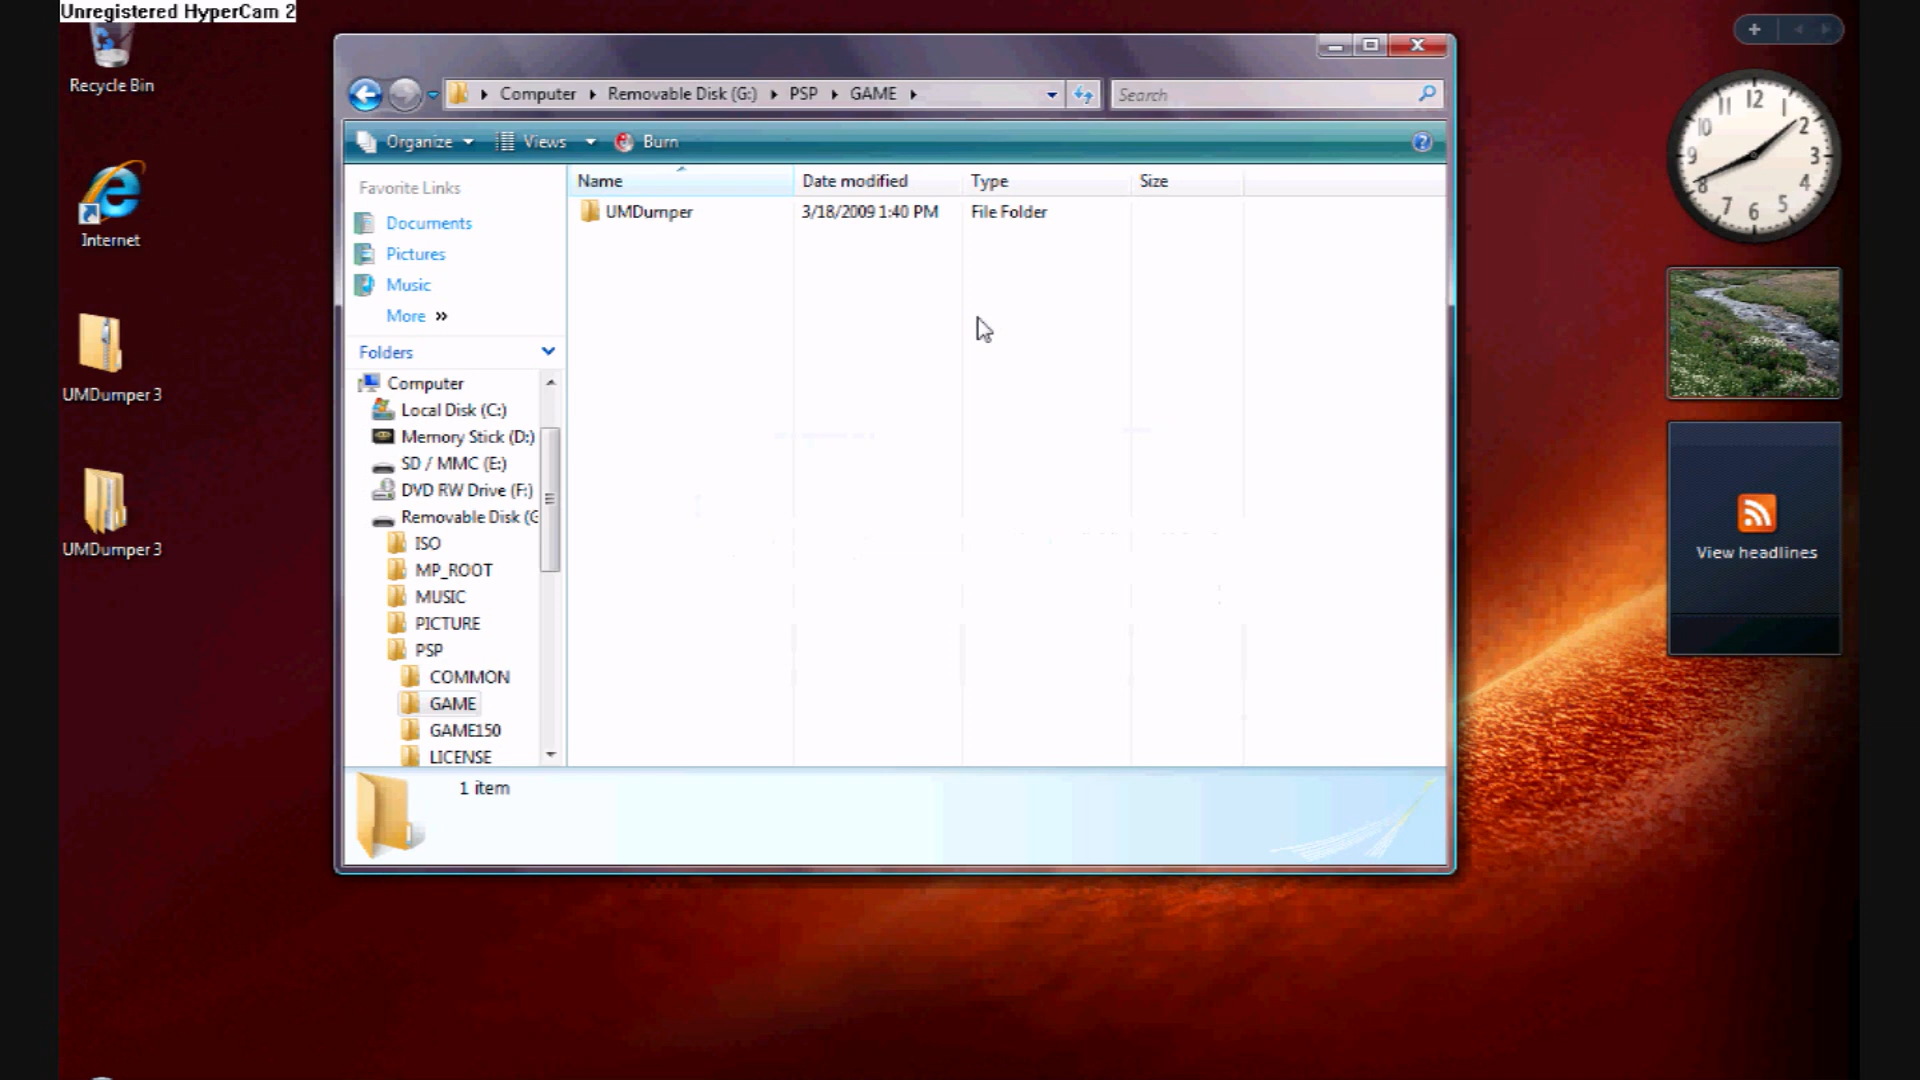 Unregistered HyperCam 2
Recycle Bin
Internet
UMDumper 3
UMDumper 3
Computer Removable Disk (G:) PSP GAME
Search
Organize Views Burn
Favorite Links
Documents
Pictures
Music
More »
Folders
Computer
Local Disk (C:)
Memory Stick (D:)
SD / MMC (E:)
DVD RW Drive (F:)
Removable Disk (G
ISO
MP_ROOT
MUSIC
PICTURE
PSP
COMMON
GAME
GAME150
LICENSE
Name Date modified Type Size
UMDumper 3/18/2009 1:40 PM File Folder
1 item
12
1
2
3
4
5
6
7
8
9
10
11
View headlines